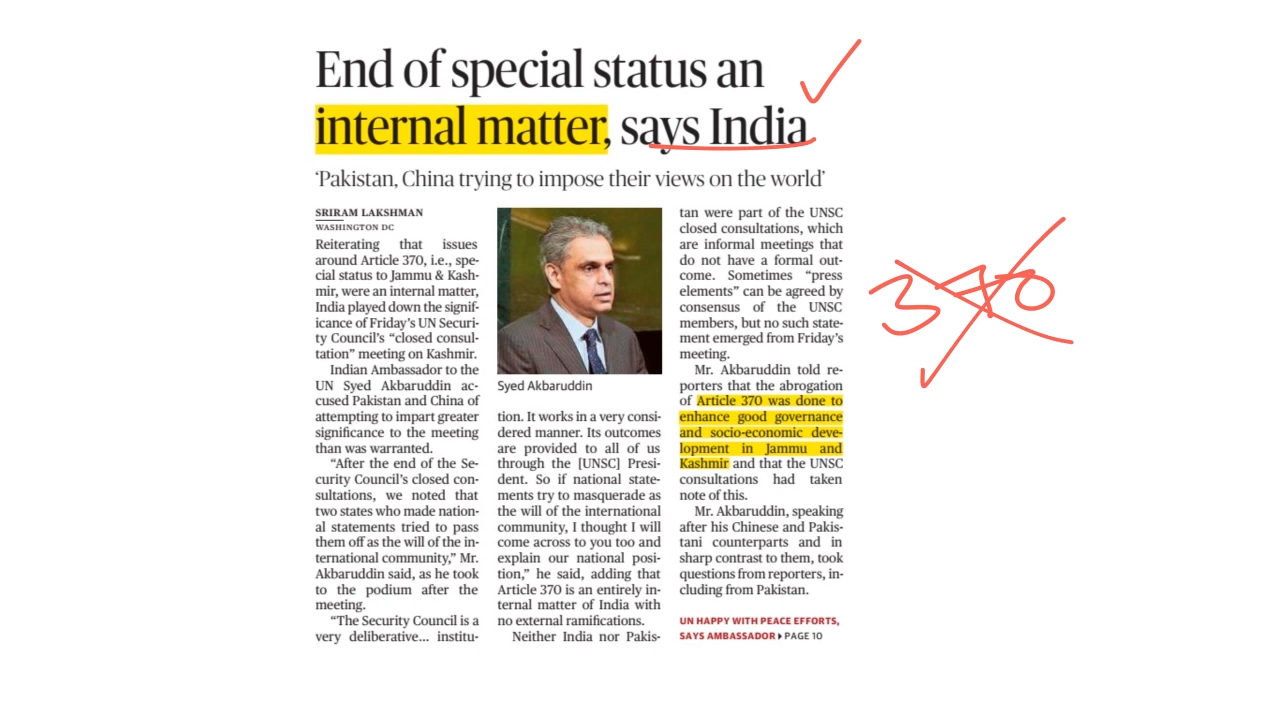 End of special status an
internal matter, says India
‘Pakistan, China trying to impose their views on the world’
SRIRAM LAKSHMAN
WASHINGTON DC
Reiterating that issues
around Article 370, i.e., spe-
cial status to Jammu & Kash-
mir, were an internal matter,
India played down the signif-
icance of Friday’s UN Securi-
ty Council’s “closed consul-
tation” meeting on Kashmir.
Indian Ambassador to the
UN Syed Akbaruddin ac-
cused Pakistan and China of
attempting to impart greater
significance to the meeting
than was warranted.
“After the end of the Se-
curity Council’s closed con-
sultations, we noted that
two states who made nation-
al statements tried to pass
them off as the will of the in-
ternational community,” Mr.
Akbaruddin said, as he took
to the podium after the
meeting.
“The Security Council is a
very deliberative... institu-
Syed Akbaruddin
tion. It works in a very consi-
dered manner. Its outcomes
are provided to all of us
through the [UNSC] Presi-
dent. So if national state-
ments try to masquerade as
the will of the international
community, I thought I will
come across to you too and
explain our national posi-
tion,” he said, adding that
Article 370 is an entirely in-
ternal matter of India with
no external ramifications.
Neither India nor Pakis-
tan were part of the UNSC
closed consultations, which
are informal meetings that
do not have a formal out-
come. Sometimes “press
elements” can be agreed by
consensus of the UNSC
members, but no such state-
ment emerged from Friday’s
meeting.
Mr. Akbaruddin told re-
porters that the abrogation
of Article 370 was done to
enhance good governance
and socio-economic deve-
lopment in Jammu and
Kashmir and that the UNSC
consultations had taken
note of this.
Mr. Akbaruddin, speaking
after his Chinese and Pakis-
tani counterparts and in
sharp contrast to them, took
questions from reporters, in-
cluding from Pakistan.
UN HAPPY WITH PEACE EFFORTS,
SAYS AMBASSADOR PAGE 10
370